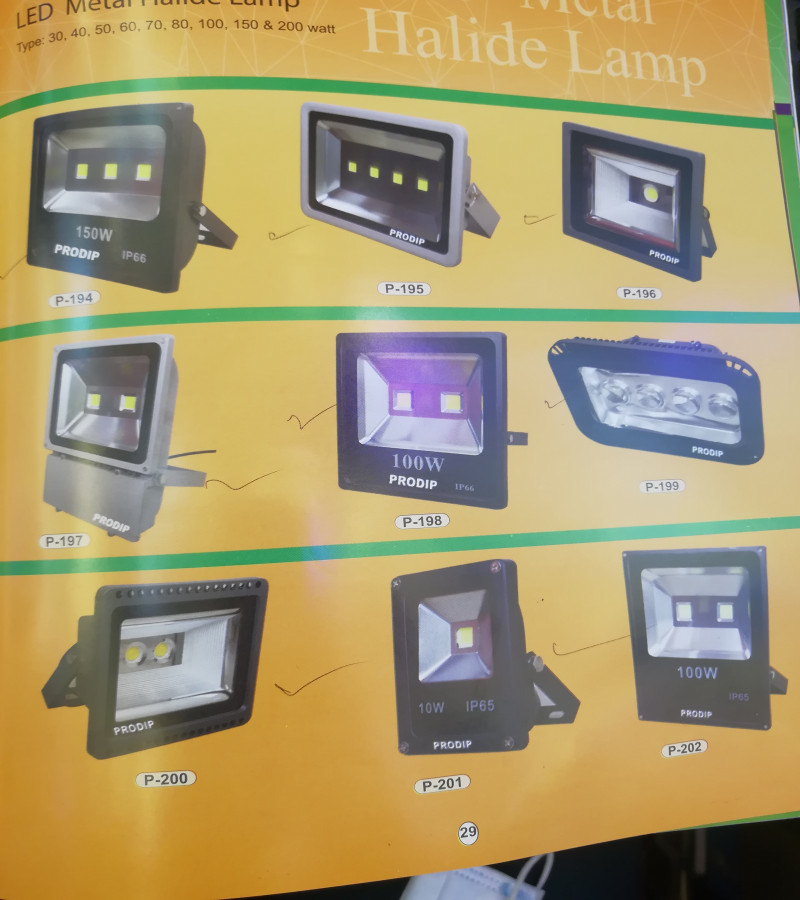 LED Metal Halide Lamp
Type: 30, 40, 50, 60, 70, 80, 100, 150 & 200 watt
Metal
Halide Lamp
150W
PRODIP IP66
P-194
PRODIP
P-195
PRODIP
P-196
PRODIP
P-197
100W
PRODIP IP66
P-198
PRODIP
P-199
PRODIP
P-200
10W IP65
PRODIP
P-201
100W
IP65
PRODIP
P-202
29